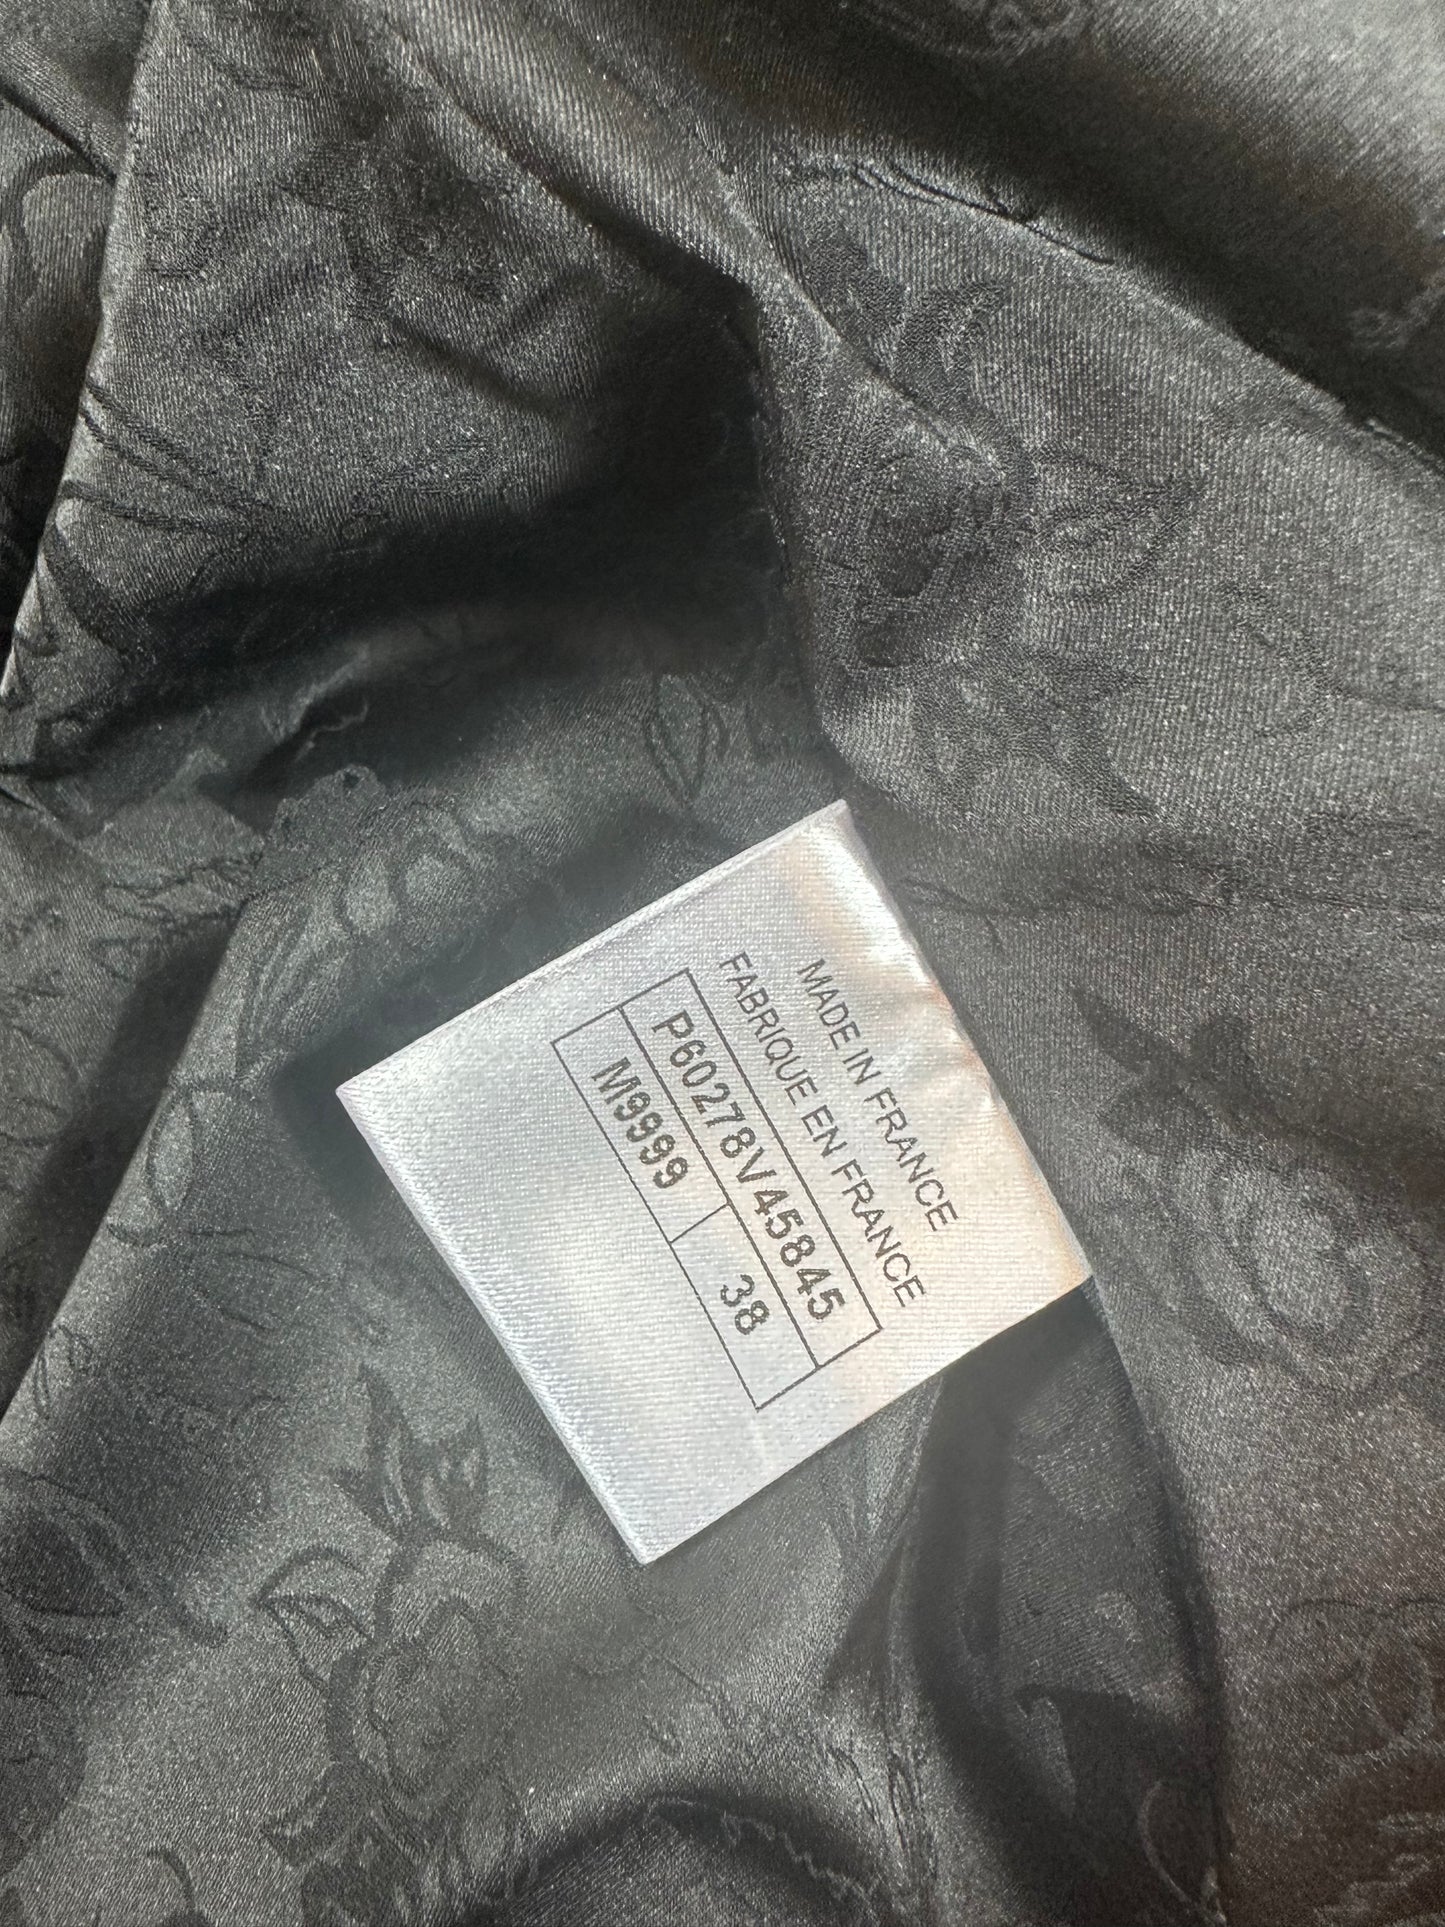 MADE IN FRANCE
FABRIQUE EN FRANCE
P60278V45845
M9999 38